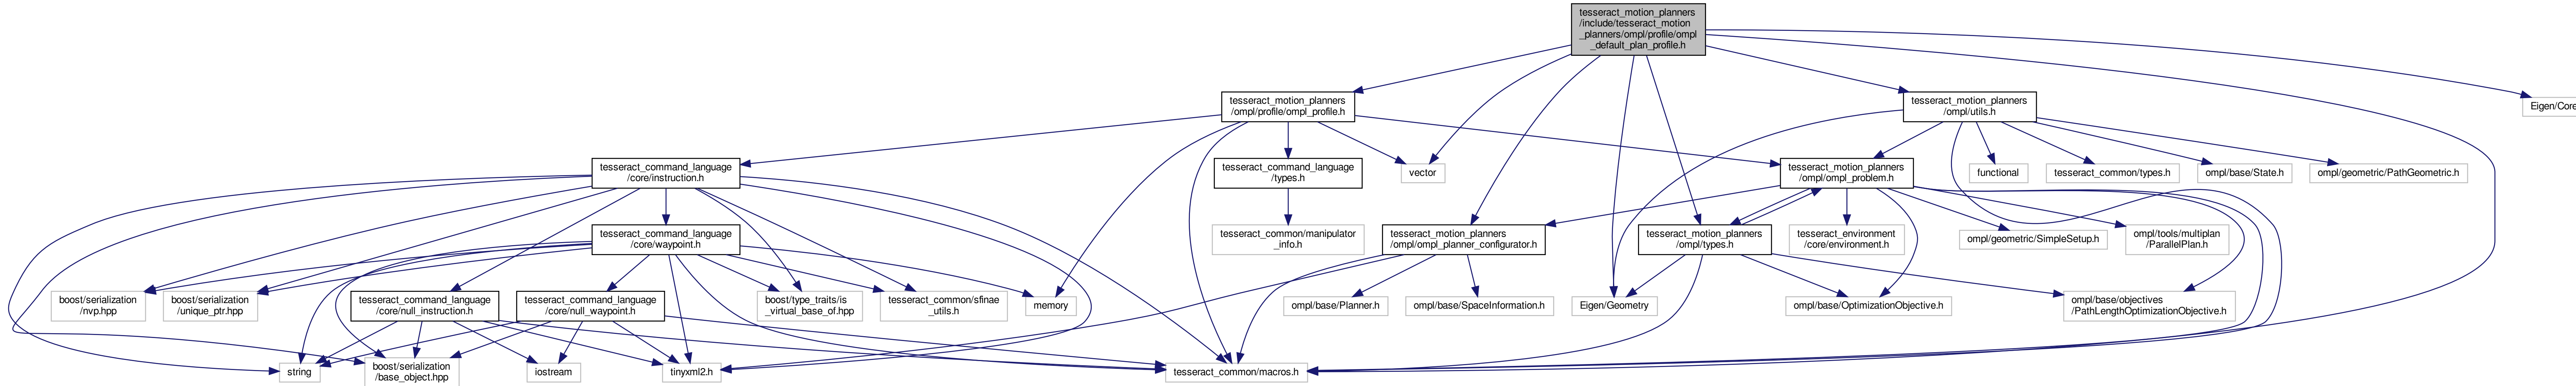 tesseract_motion_planners
/include/tesseract_motion
_planners/ompl/profile/ompl
_default_plan_profile.h
tesseract_motion_planners
/ompl/profile/ompl_profile.h
tesseract_motion_planners
/ompl/utils.h
Eigen/Core
tesseract_command_language
/core/instruction.h
tesseract_command_language
/types.h
vector
tesseract_motion_planners
/ompl/ompl_problem.h
functional
tesseract_common/types.h
ompl/base/State.h
ompl/geometric/PathGeometric.h
tesseract_command_language
/core/waypoint.h
tesseract_common/manipulator
_info.h
tesseract_motion_planners
/ompl/ompl_planner_configurator.h
tesseract_motion_planners
/ompl/types.h
tesseract_environment
/core/environment.h
ompl/geometric/SimpleSetup.h
ompl/tools/multiplan
/ParallelPlan.h
boost/serialization
/nvp.hpp
boost/serialization
/unique_ptr.hpp
tesseract_command_language
/core/null_instruction.h
tesseract_command_language
/core/null_waypoint.h
boost/type_traits/is
_virtual_base_of.hpp
tesseract_common/sfinae
_utils.h
memory
ompl/base/Planner.h
ompl/base/SpaceInformation.h
Eigen/Geometry
ompl/base/OptimizationObjective.h
ompl/base/objectives
/PathLengthOptimizationObjective.h
string
boost/serialization
/base_object.hpp
iostream
tinyxml2.h
tesseract_common/macros.h